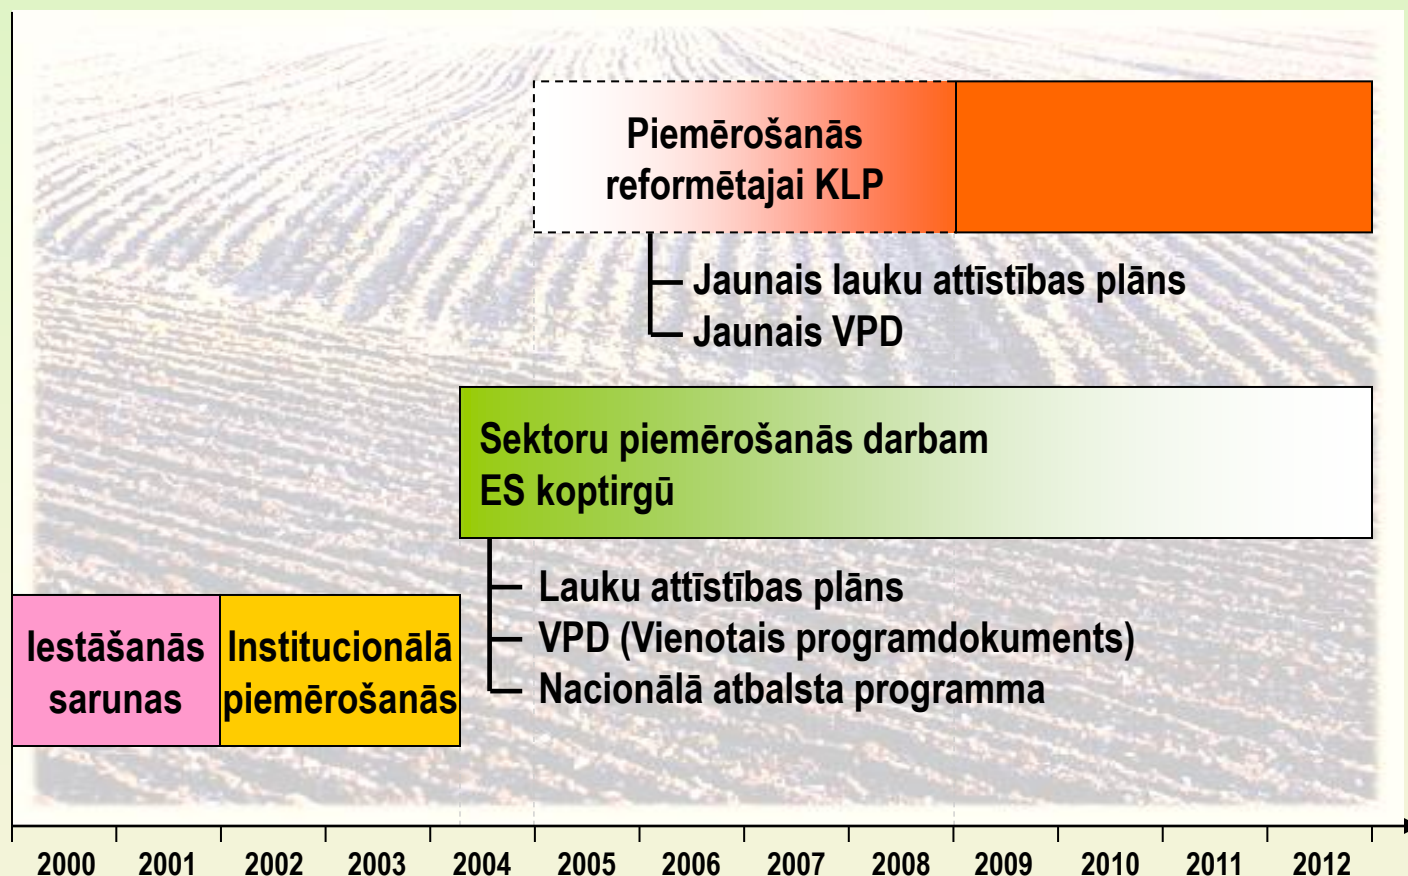 Piemērošanās
reformētajai KLP
Jaunais lauku attīstības plāns
Jaunais VPD
Sektoru piemērošanās darbam
ES koptirgū
Lauku attīstības plāns
VPD (Vienotais programdokuments)
Nacionālā atbalsta programma
Iestāšanās
sarunas
Institucionālā
piemērošanās
2000 2001 2002 2003 2004 2005 2006 2007 2008 2009 2010 2011 2012